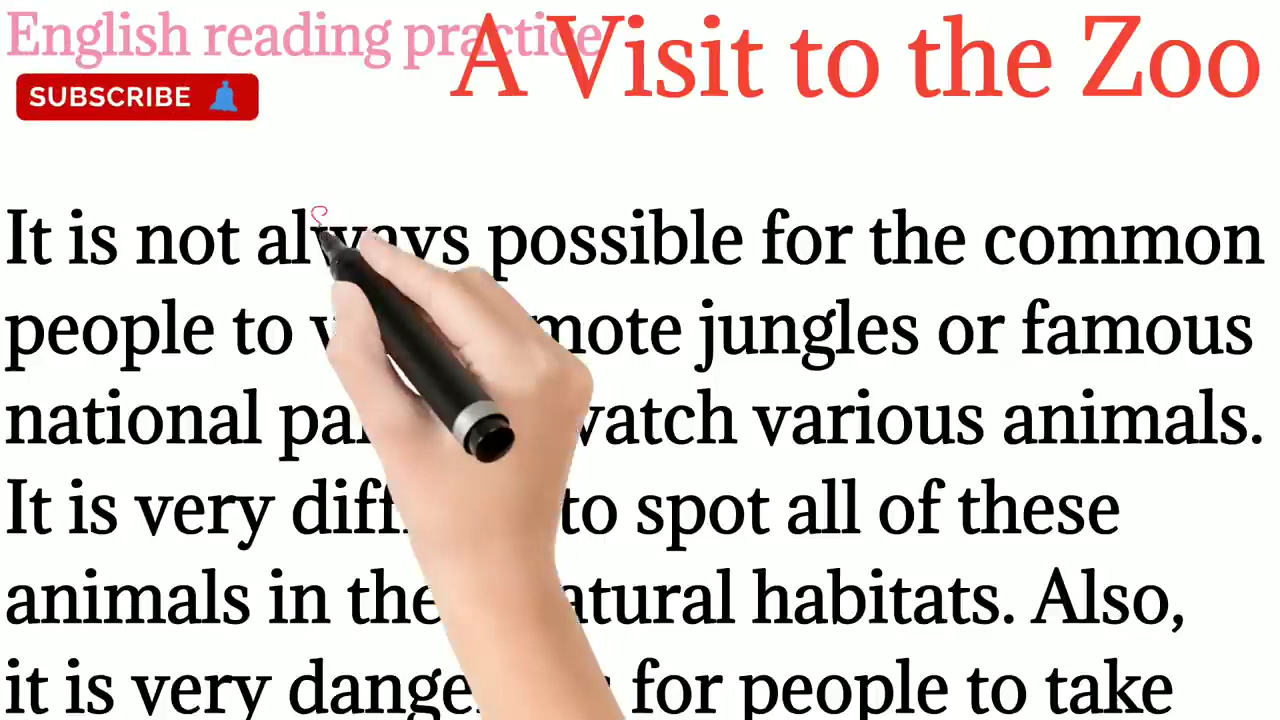 English reading practice
A Visit to the Zoo
SUBSCRIBE
It is not always possible for the common
people to mote jungles or famous
national watch various animals.
It is very to spot all of these
animals in natural habitats. Also,
it is very for people to take